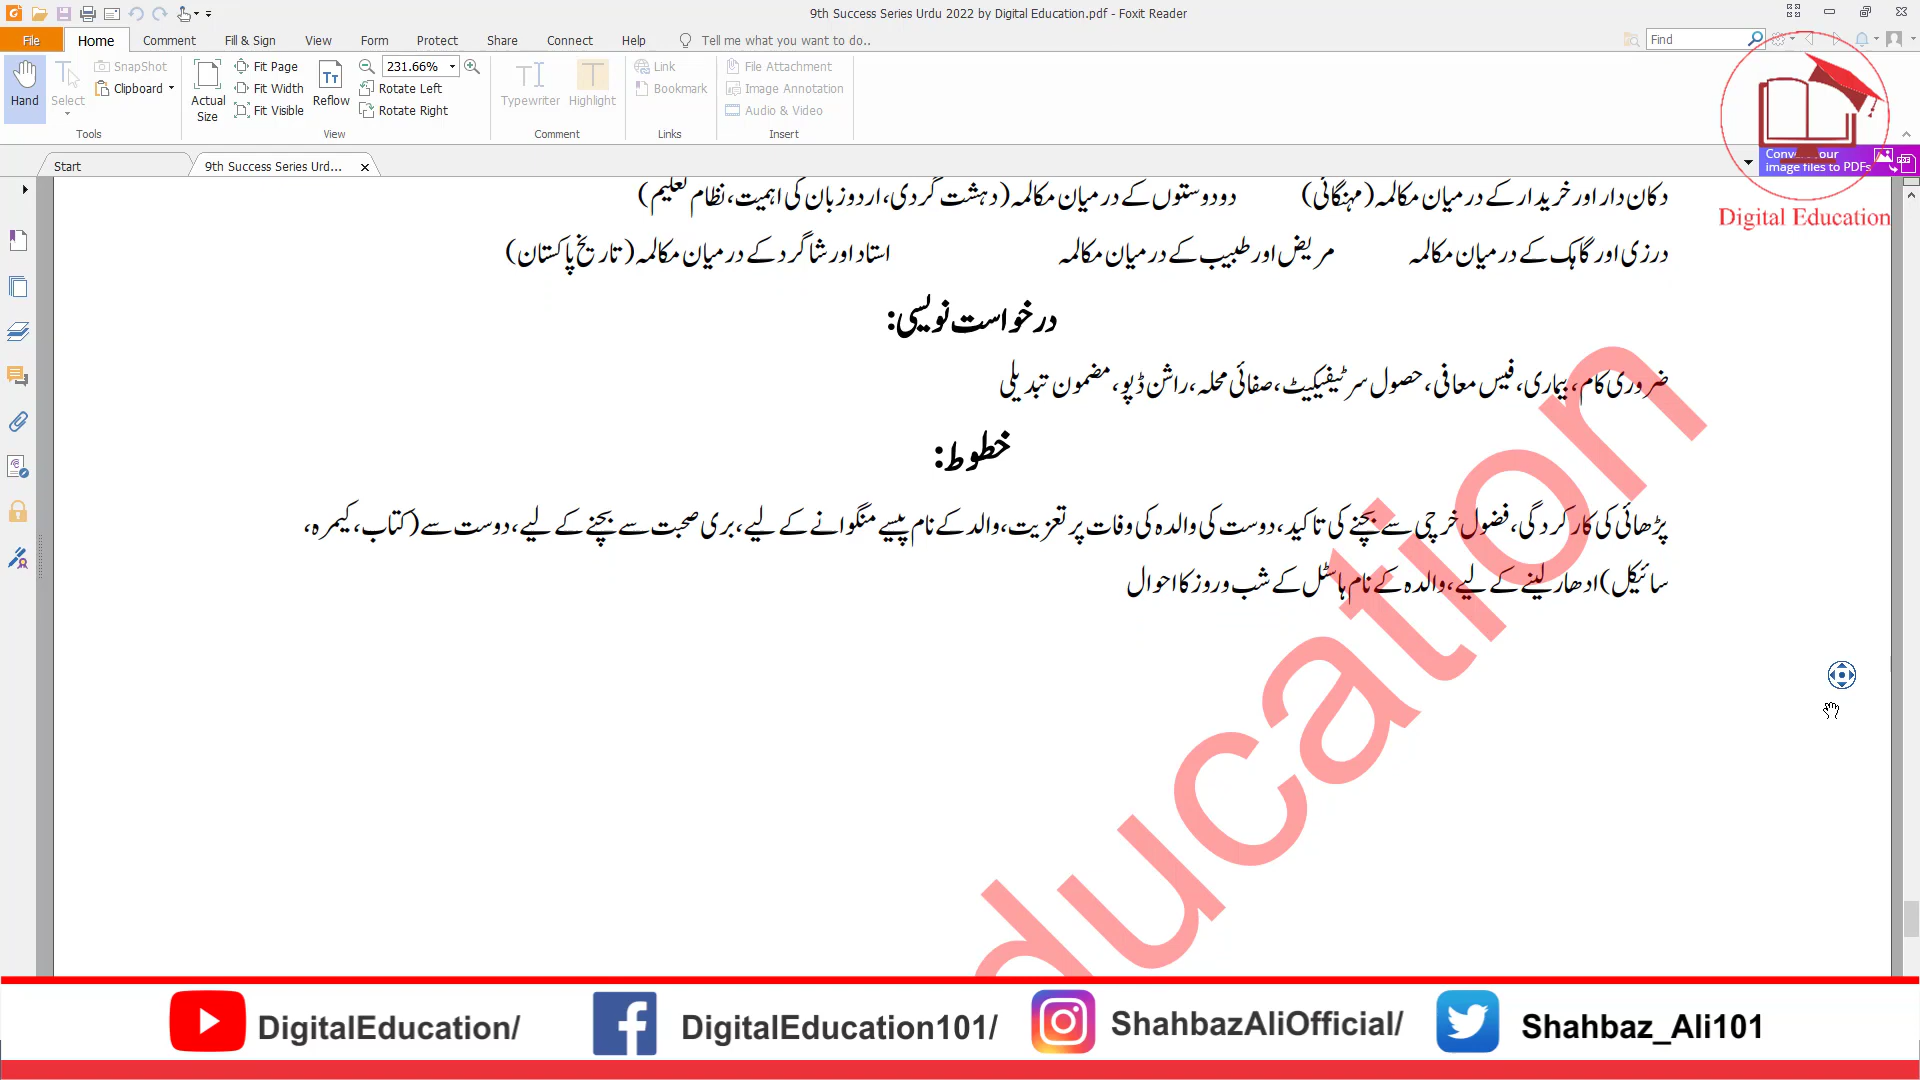 9th Success Series Urdu 2022 by Digital Education.pdf - Foxit Reader
File Home Comment Fill & Sign View Form Protect Share Connect Help Tell me what you want to do.. Find
Hand
Select
SnapShot
Clipboard
Tools
Actual Size
Fit Page
Fit Width
Fit Visible
Reflow
231.66%
Rotate Left
Rotate Right
View
Typewriter
Highlight
Comment
Link
Bookmark
Links
File Attachment
Image Annotation
Audio & Video
Insert
Start
9th Success Series Urd...
image files to PDFs
Digital Education
دکان دار اور خریدار کے درمیان مکالمہ (مہنگائی) دو دوستوں کے درمیان مکالمہ (دہشت گردی، اردو زبان کی اہمیت، نظام تعلیم)
درزی اور گاہک کے درمیان مکالمہ مریض اور طبیب کے درمیان مکالمہ استاد اور شاگرد کے درمیان مکالمہ (تاریخ پاکستان)
درخواست نویسی:
ضروری کام، بیماری، فیس معافی، حصول سرٹیفیکیٹ، صفائی محلہ، راشن ڈپو، مضمون تبدیلی
خطوط:
پڑھائی کی کارکردگی، فضول خرچی سے بچنے کی تاکید، دوست کی والدہ کی وفات پر تعزیت، والد کے نام پیسے منگوانے کے لیے، بری صحبت سے بچنے کے لیے، دوست سے (کتاب، کیمرہ،
سائیکل) ادھار لینے کے لیے، والدہ کے نام ہاسٹل کے شب و روز کا احوال
ducation
DigitalEducation/
DigitalEducation101/
ShahbazAliOfficial/
Shahbaz_Ali101